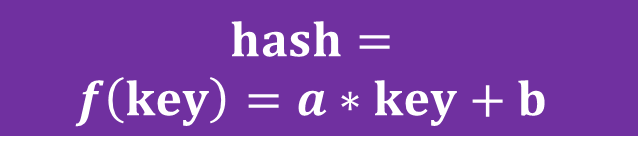 hash =
f(key) = a * key + b